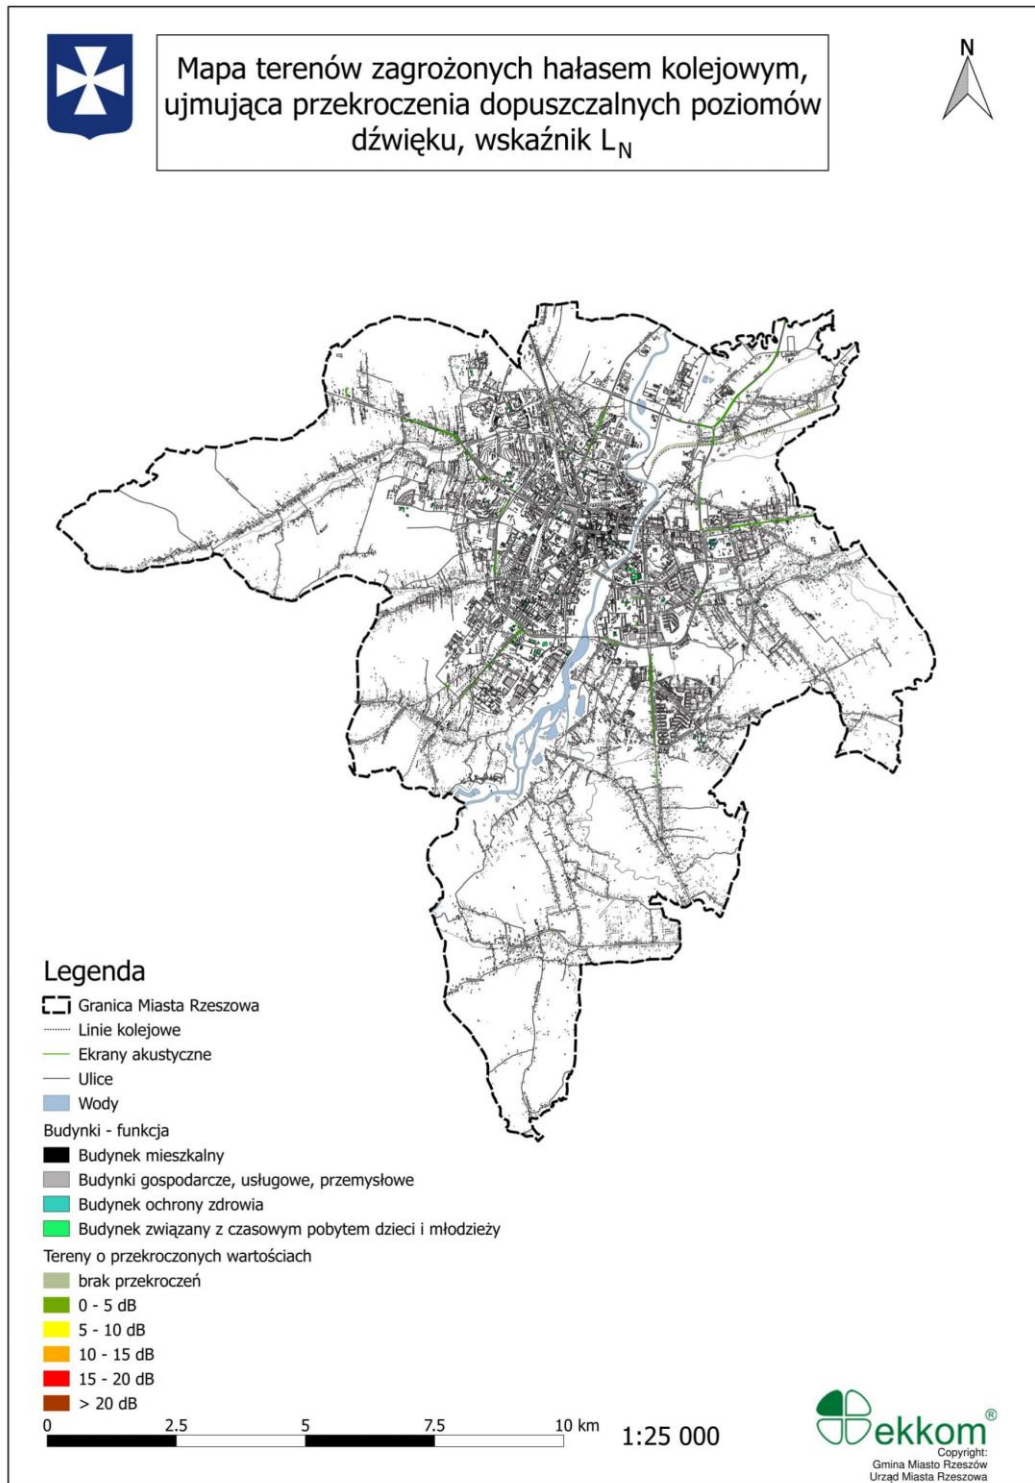 Mapa terenów zagrożonych hałasem kolejowym,
ujmująca przekroczenia dopuszczalnych poziomów
dźwięku, wskaźnik LN
N
Legenda
Granica Miasta Rzeszowa
Linie kolejowe
Ekrany akustyczne
Ulice
Wody
Budynki - funkcja
Budynek mieszkalny
Budynki gospodarcze, usługowe, przemysłowe
Budynek ochrony zdrowia
Budynek związany z czasowym pobytem dzieci i młodzieży
Tereny o przekroczonych wartościach
brak przekroczeń
0 - 5 dB
5 - 10 dB
10 - 15 dB
15 - 20 dB
> 20 dB
0 2.5 5 7.5 10 km
1:25 000
ekkom®
Copyright:
Gmina Miasto Rzeszów
Urząd Miasta Rzeszowa